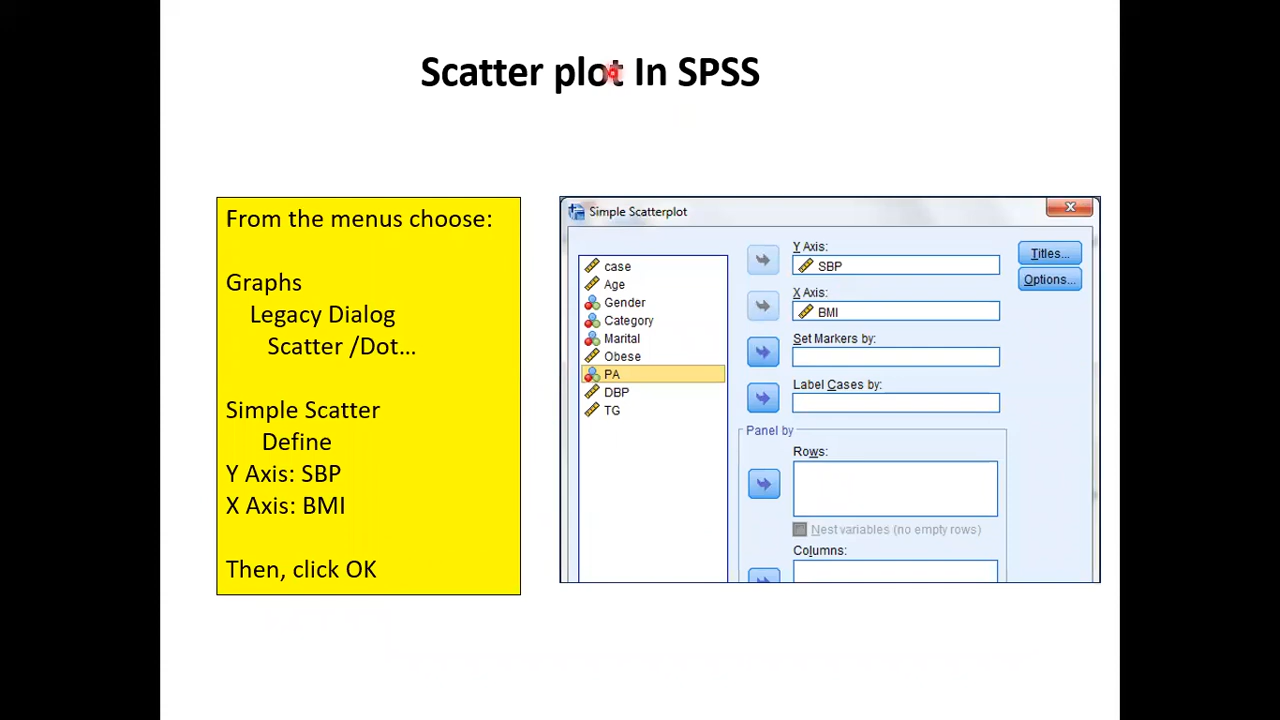 Scatter plot In SPSS
From the menus choose:
Graphs
Legacy Dialog
Scatter /Dot...
Simple Scatter
Define
Y Axis: SBP
X Axis: BMI
Then, click OK
Simple Scatterplot
case
Age
Gender
Category
Marital
Obese
PA
DBP
TG
Y Axis:
SBP
X Axis:
BMI
Set Markers by:
Label Cases by:
Panel by
Rows:
Nest variables (no empty rows)
Columns:
Titles...
Options...